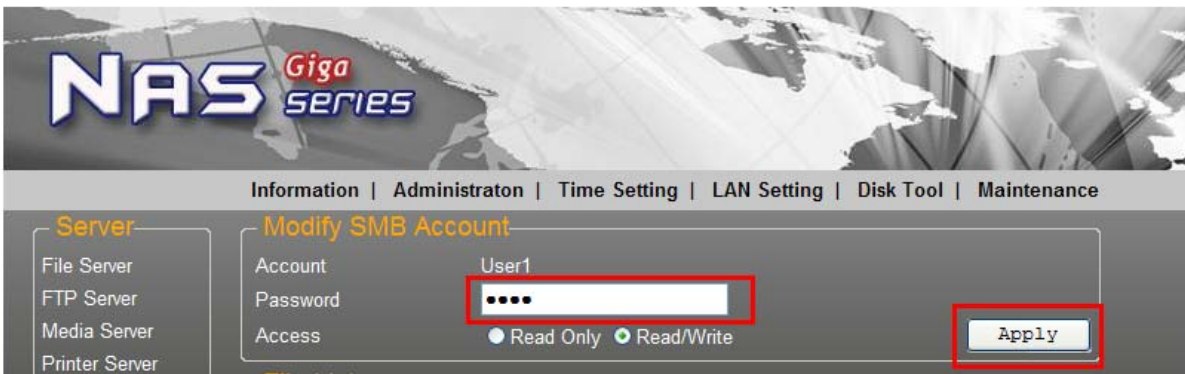 NAS Giga series
Information | Administraton | Time Setting | LAN Setting | Disk Tool | Maintenance
Server
File Server
FTP Server
Media Server
Printer Server
Modify SMB Account
Account User1
Password ••••
Access Read Only Read/Write
Apply